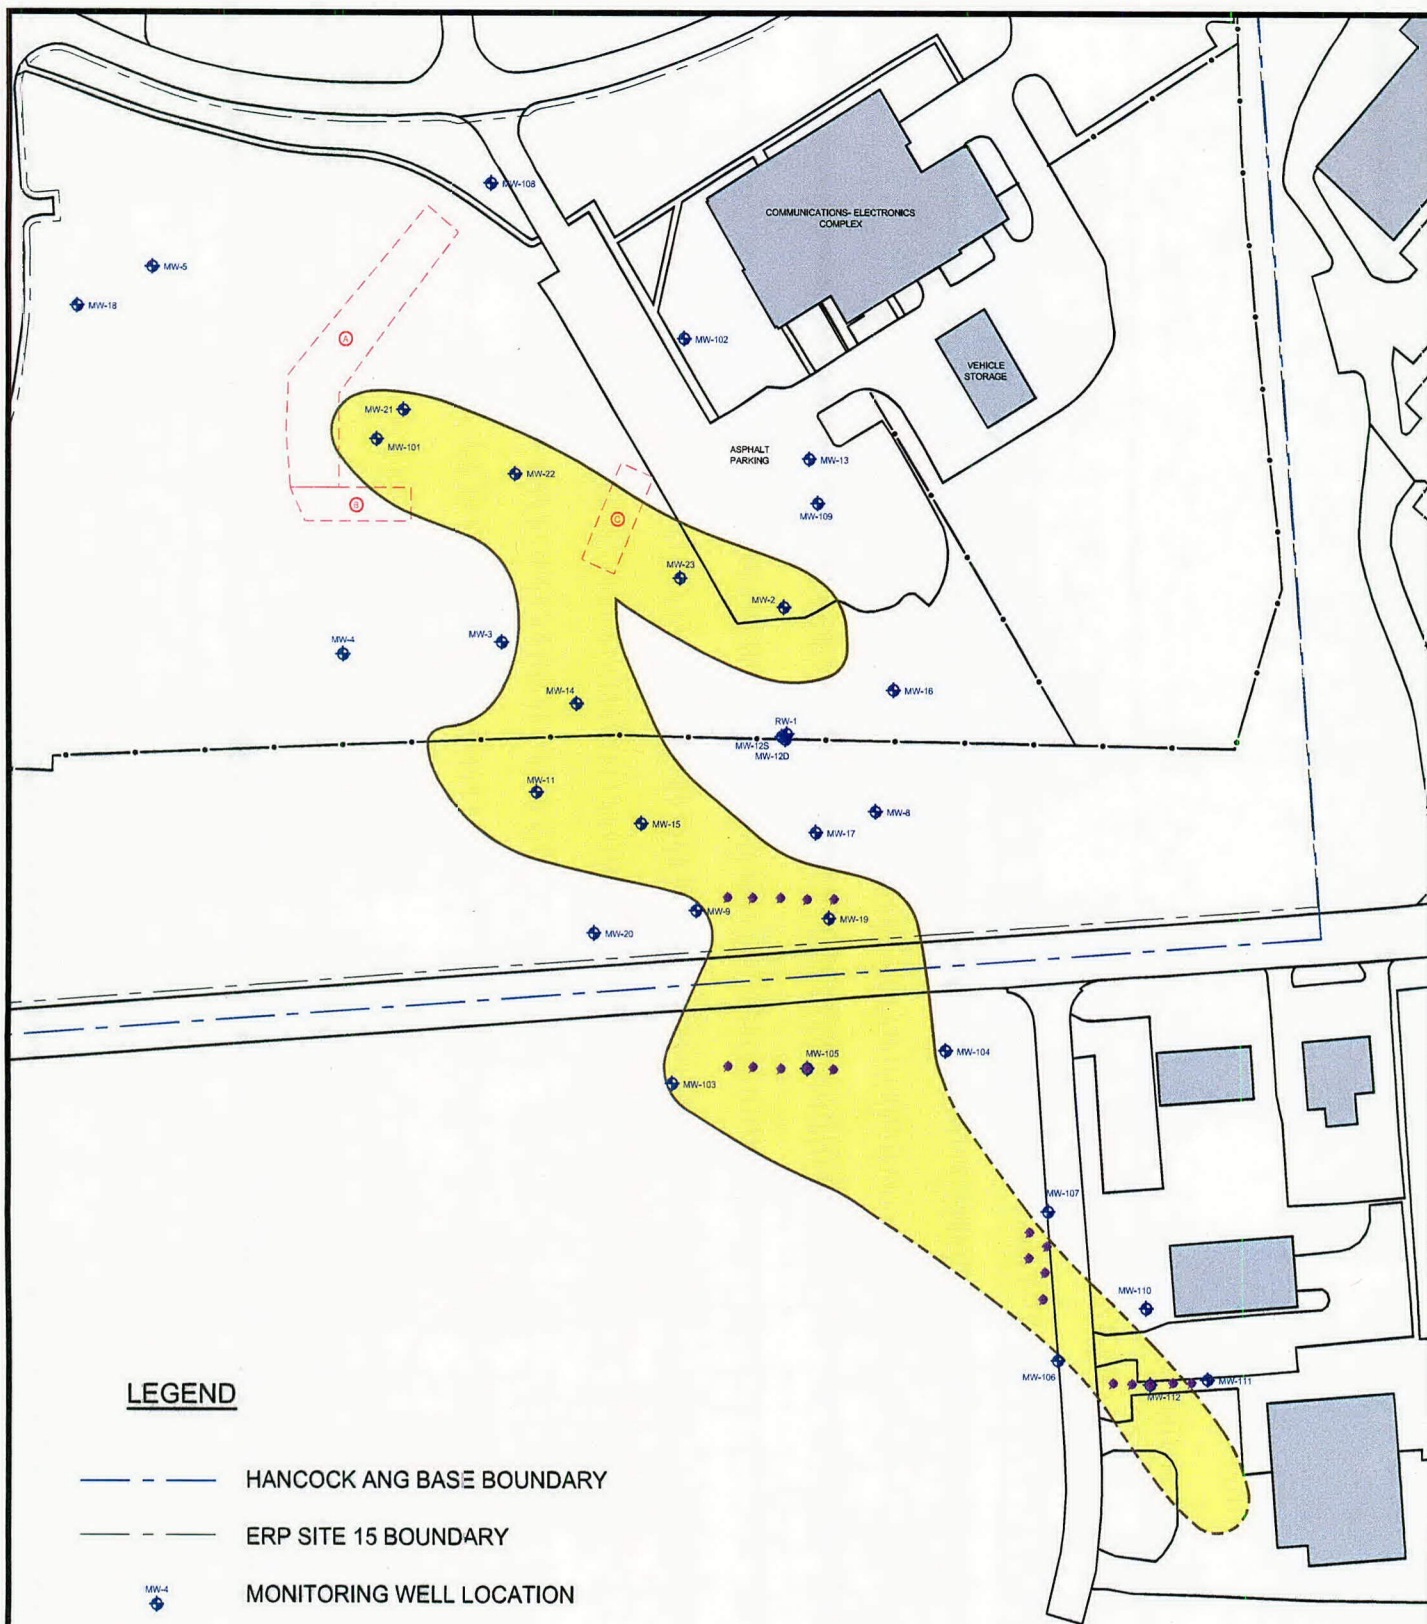 MW-108
COMMUNICATIONS- ELECTRONICS
COMPLEX
MW-5
MW-18
A
MW-102
VEHICLE
STORAGE
MW-21
MW-101
ASPHALT
PARKING
MW-13
MW-22
B
C
MW-109
MW-23
MW-2
MW-3
MW-4
MW-16
MW-14
RW-1
MW-12S
MW-12D
MW-11
MW-15
MW-8
MW-17
MW-9
MW-19
MW-20
MW-105
MW-104
MW-103
MW-107
MW-110
MW-106
MW-111
MW-112
LEGEND
HANCOCK ANG BASE BOUNDARY
ERP SITE 15 BOUNDARY
MW-4
MONITORING WELL LOCATION